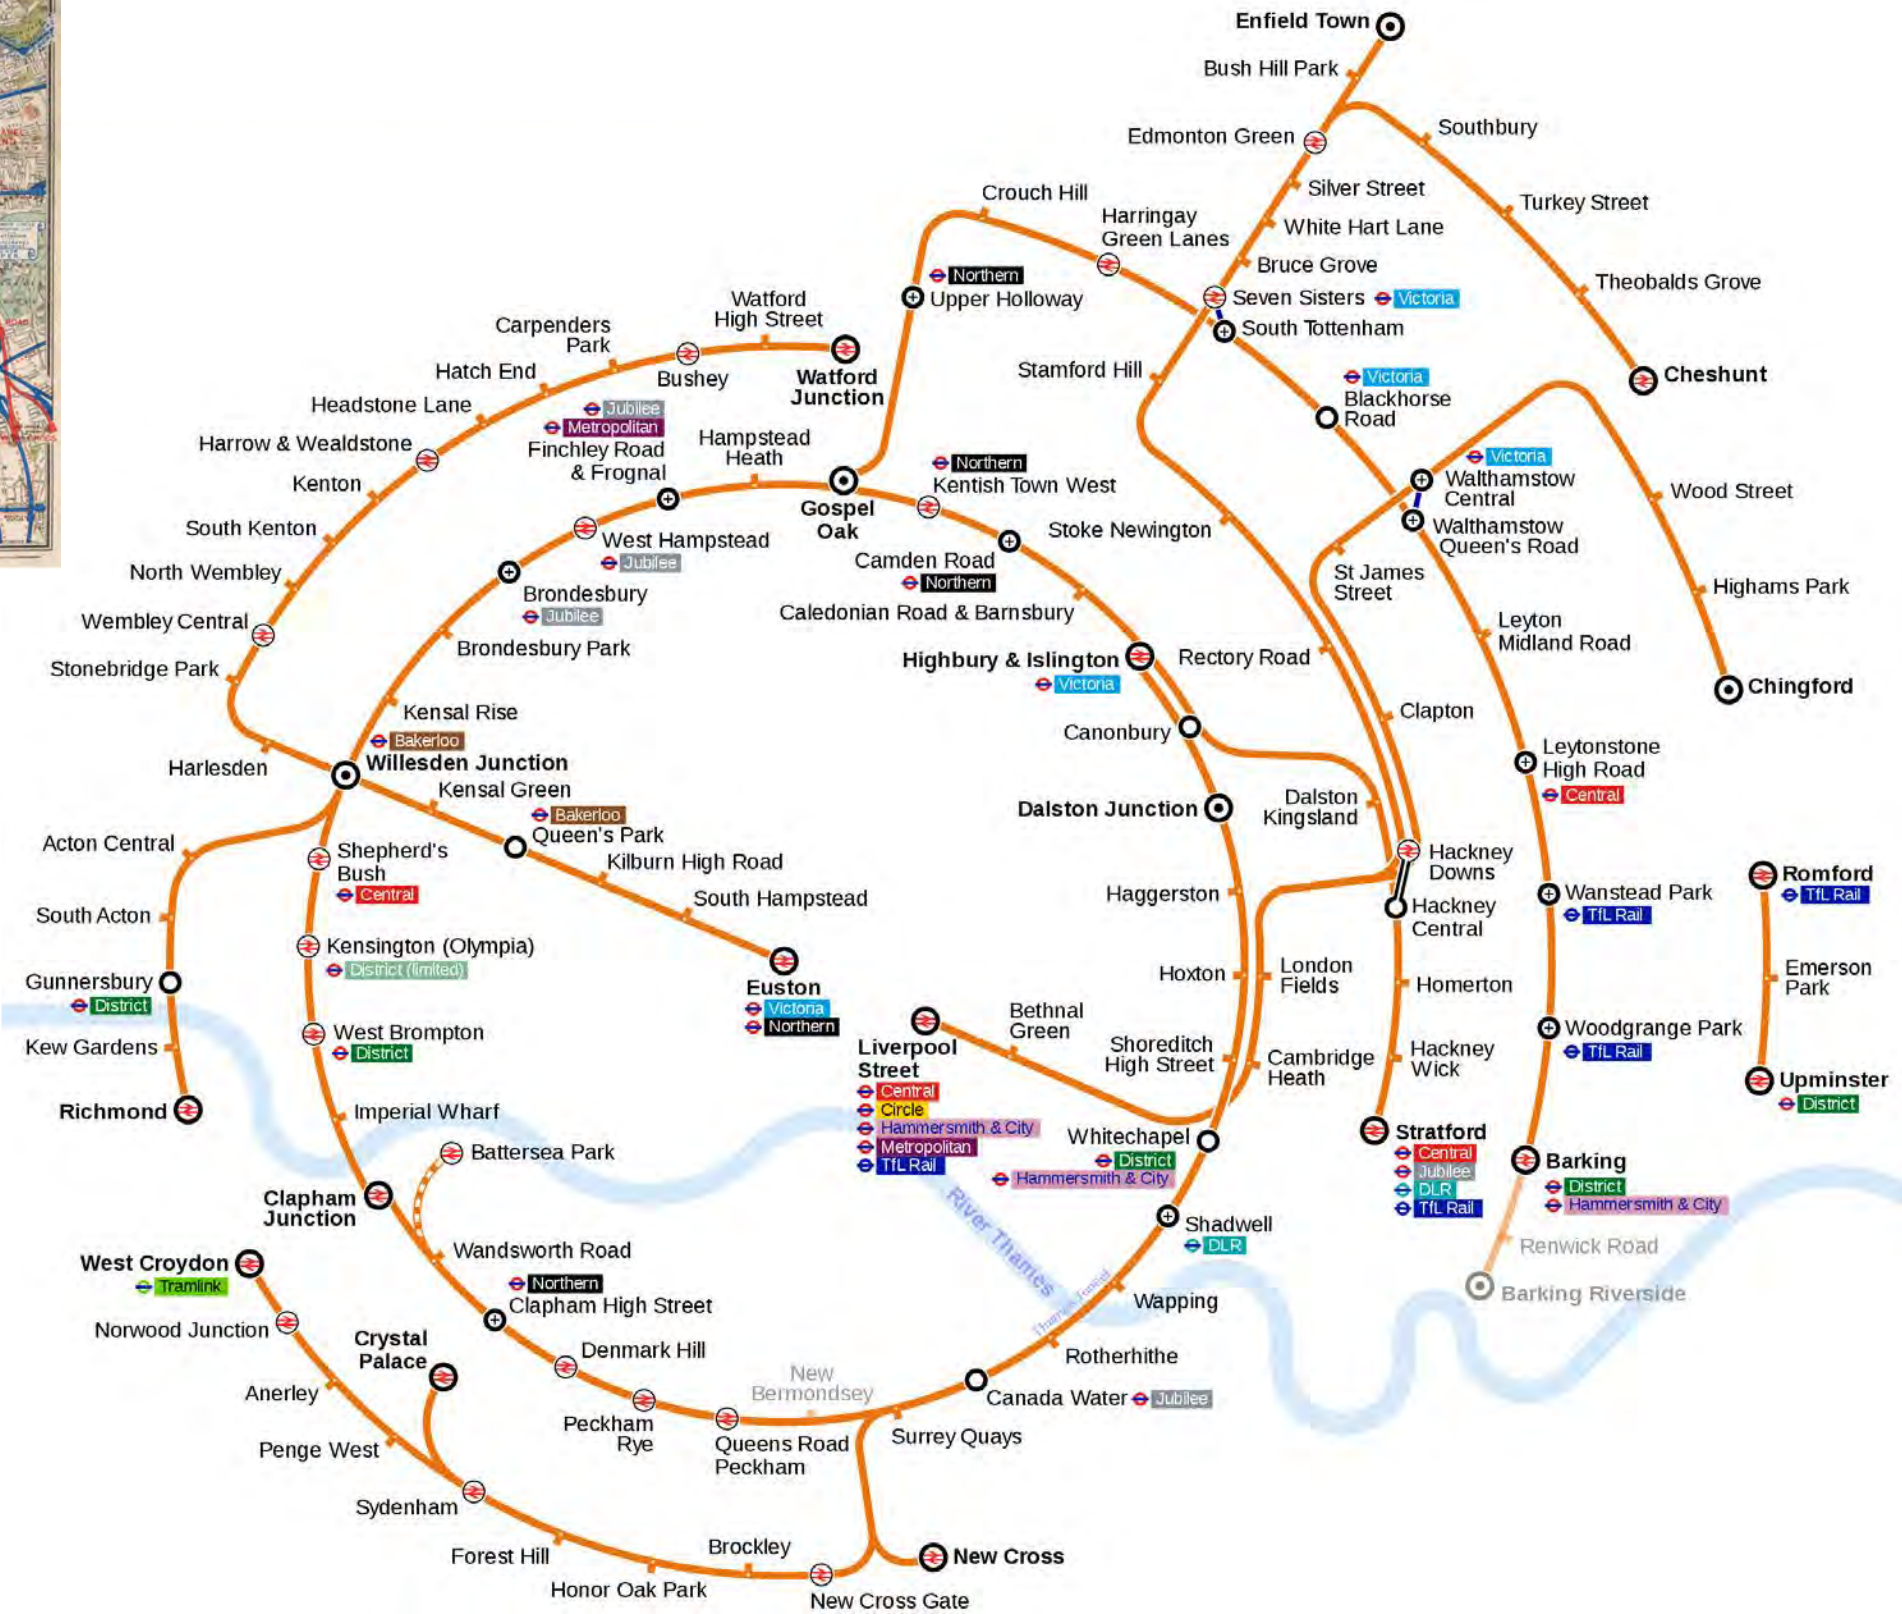 Enfield Town
Bush Hill Park
Southbury
Edmonton Green
Silver Street
Turkey Street
Crouch Hill
Harringay
Green Lanes
White Hart Lane
Bruce Grove
Theobalds Grove
Northern
Upper Holloway
Seven Sisters
Victoria
South Tottenham
Watford
High Street
Carpenders
Park
Hatch End
Bushey
Watford
Junction
Stamford Hill
Cheshunt
Headstone Lane
Harrow & Wealdstone
Kenton
South Kenton
North Wembley
Wembley Central
Stonebridge Park
Harlesden
Jubilee
Metropolitan
Finchley Road
& Frognal
Hampstead
Heath
Gospel
Oak
Northern
Kentish Town West
Camden Road
Northern
Caledonian Road & Barnsbury
Victoria
Blackhorse
Road
Victoria
Walthamstow
Central
Walthamstow
Queen's Road
Wood Street
Highams Park
Chingford
St James
Street
Stoke Newington
Leyton
Midland Road
West Hampstead
Jubilee
Brondesbury
Jubilee
Brondesbury Park
Kensal Rise
Bakerloo
Willesden Junction
Highbury & Islington
Victoria
Rectory Road
Clapton
Canonbury
Leytonstone
High Road
Central
Kensal Green
Bakerloo
Queen's Park
Kilburn High Road
South Hampstead
Euston
Victoria
Northern
Dalston Junction
Dalston
Kingsland
Hackney
Downs
Hackney
Central
Wanstead Park
TfL Rail
Romford
TfL Rail
Emerson
Park
Upminster
District
Acton Central
South Acton
Gunnersbury
District
Kew Gardens
Richmond
Shepherd's
Bush
Central
Kensington (Olympia)
District (limited)
West Brompton
District
Imperial Wharf
Battersea Park
Clapham
Junction
Haggerston
Hoxton
London
Fields
Homerton
Bethnal
Green
Shoreditch
High Street
Cambridge
Heath
Hackney
Wick
Woodgrange Park
TfL Rail
Liverpool
Street
Central
Circle
Hammersmith & City
Metropolitan
TfL Rail
Whitechapel
District
Hammersmith & City
Stratford
Central
Jubilee
DLR
TfL Rail
Barking
District
Hammersmith & City
Renwick Road
Barking Riverside
River Thames
Shadwell
DLR
Thames Tunnel
Wapping
Rotherhithe
Canada Water
Jubilee
Surrey Quays
West Croydon
Tramlink
Norwood Junction
Crystal
Palace
Anerley
Penge West
Sydenham
Wandsworth Road
Northern
Clapham High Street
Denmark Hill
Peckham
Rye
Queens Road
Peckham
New
Bermondsey
Forest Hill
Honor Oak Park
Brockley
New Cross Gate
New Cross